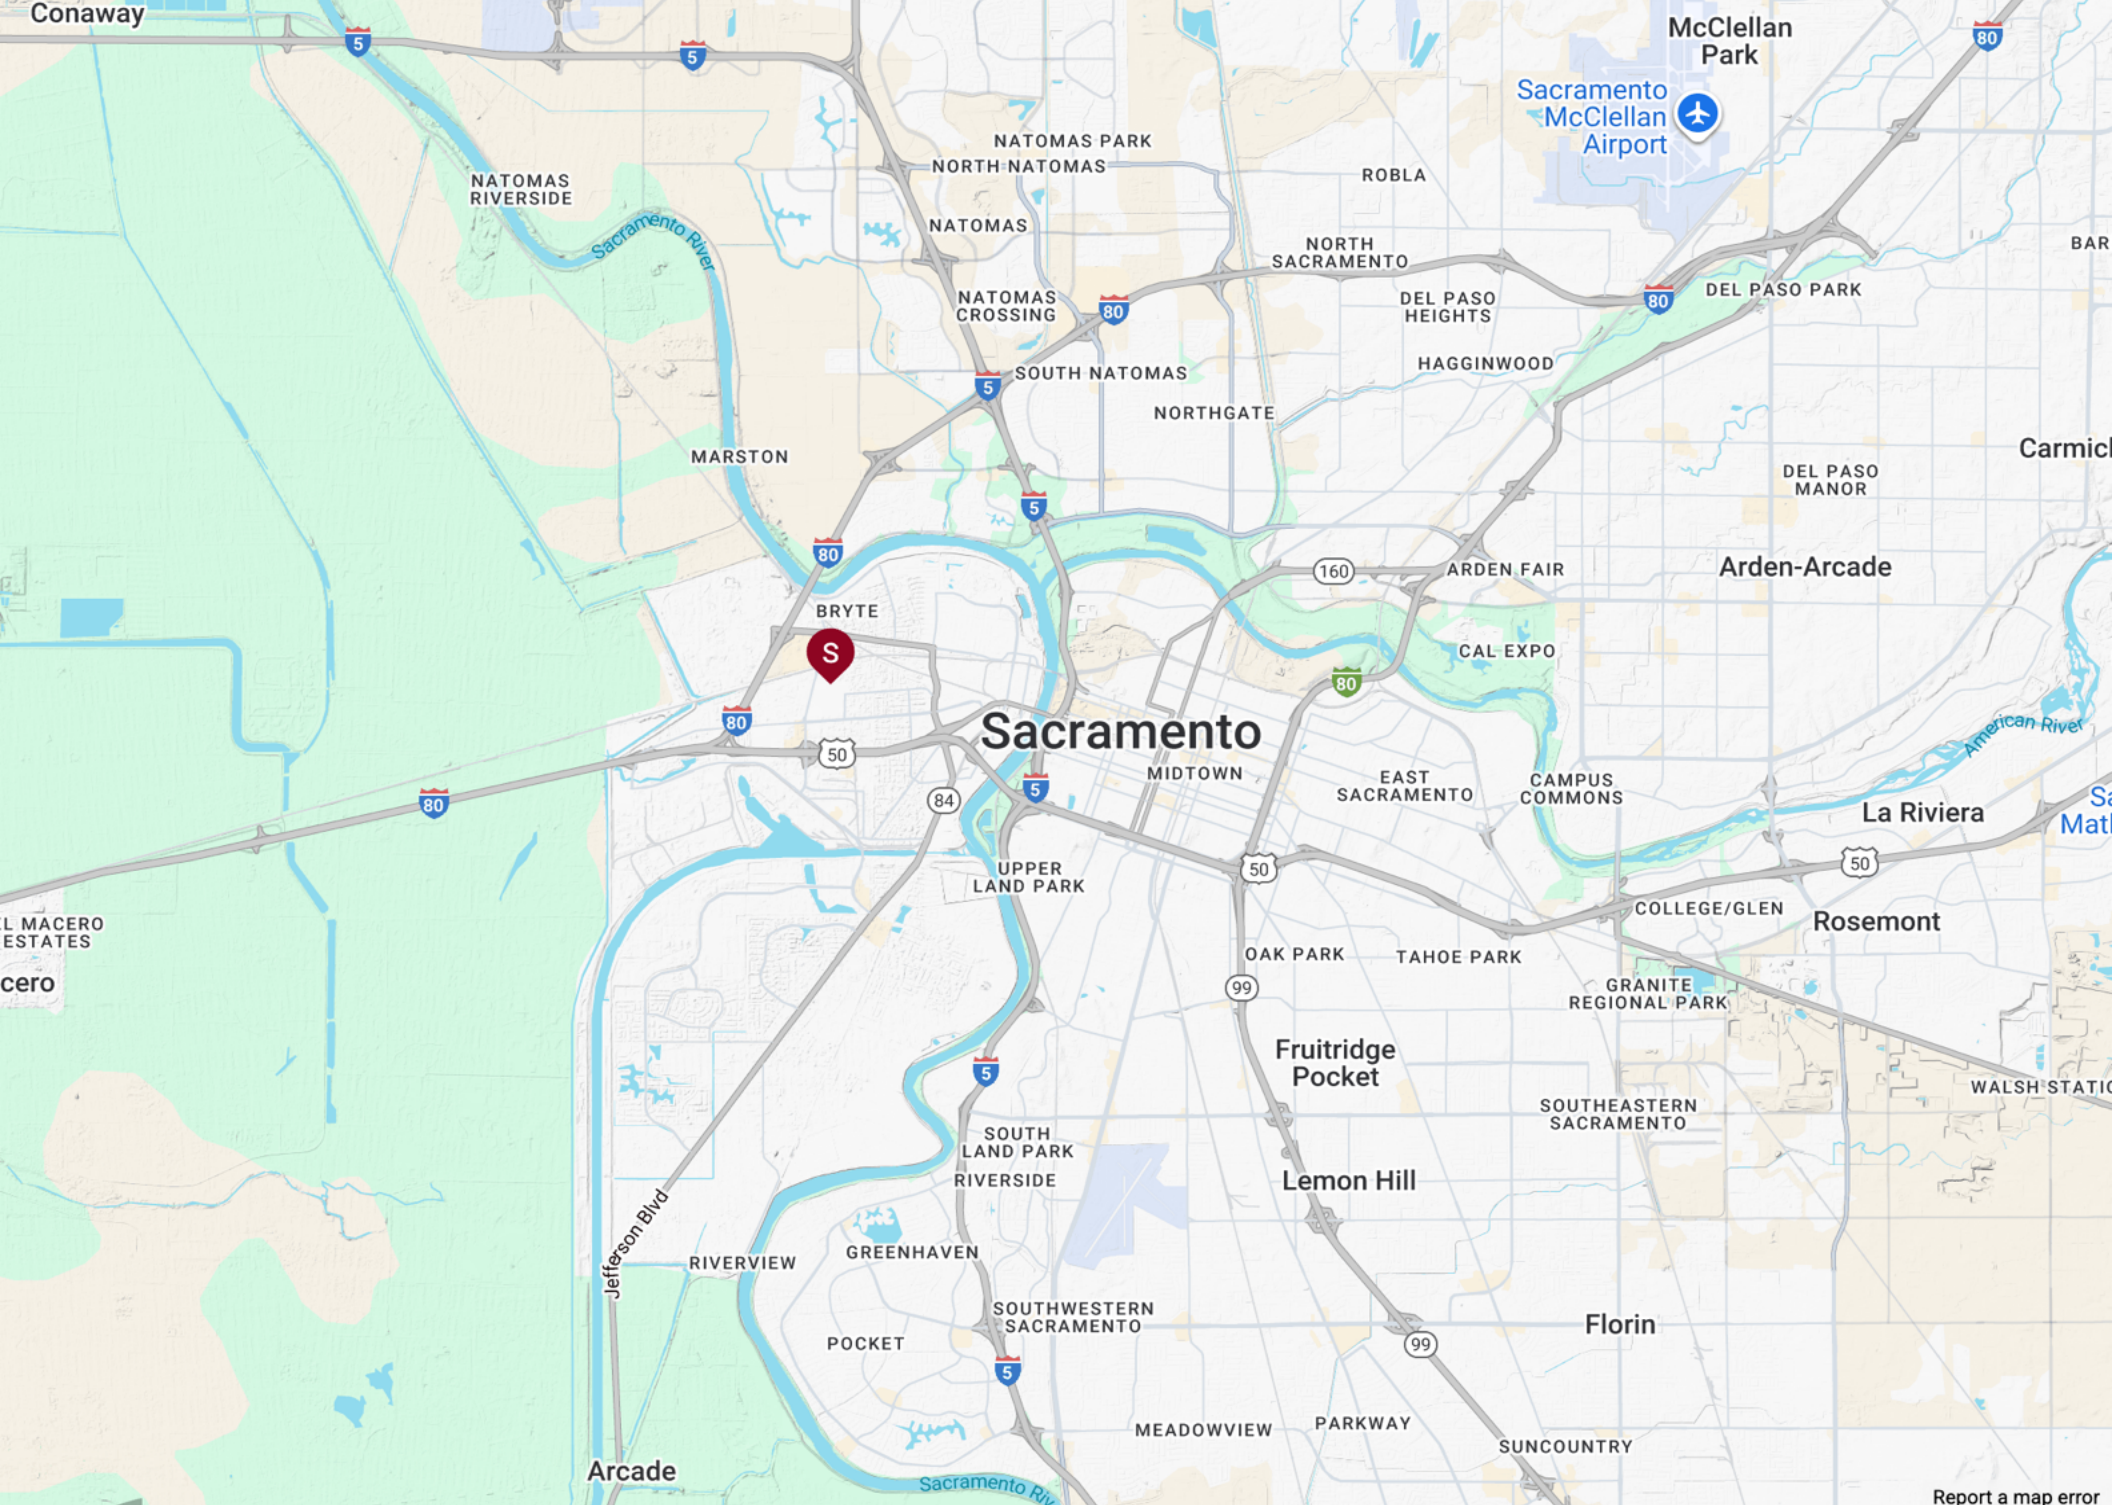 Conaway
5
5
McClellan
Park
80
Sacramento
McClellan
Airport
NATOMAS PARK
NORTH NATOMAS
ROBLA
NATOMAS
RIVERSIDE
Sacramento River
NATOMAS
NORTH
SACRAMENTO
BAR
NATOMAS
CROSSING
80
DEL PASO
HEIGHTS
80
DEL PASO PARK
HAGGINWOOD
5
SOUTH NATOMAS
NORTHGATE
MARSTON
DEL PASO
MANOR
Carmicl
5
80
160
ARDEN FAIR
Arden-Arcade
BRYTE
S
CAL EXPO
80
80
Sacramento
American River
50
MIDTOWN
5
84
80
EAST
SACRAMENTO
CAMPUS
COMMONS
La Riviera
Sa
Matl
UPPER
LAND PARK
50
50
EL MACERO
ESTATES
cero
COLLEGE/GLEN
Rosemont
OAK PARK
TAHOE PARK
99
GRANITE
REGIONAL PARK
Fruitridge
Pocket
5
WALSH STATIO
SOUTHEASTERN
SACRAMENTO
SOUTH
LAND PARK
RIVERSIDE
Lemon Hill
Jefferson Blvd
RIVERVIEW
GREENHAVEN
SOUTHWESTERN
SACRAMENTO
Florin
POCKET
99
5
MEADOWVIEW
PARKWAY
SUNCOUNTRY
Arcade
Sacramento Riv
Report a map error